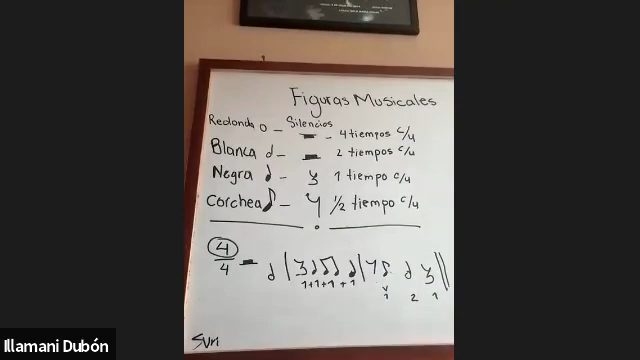 Figuras Musicales
Redonda o - Silencios - 4 tiempos c/u
Blanca - 2 tiempos c/u
Negra - 1 tiempo c/u
Corchea - 1/2 tiempo c/u
4
4
1+1+1+1 1 2 1
Suri
Illamani Dubón